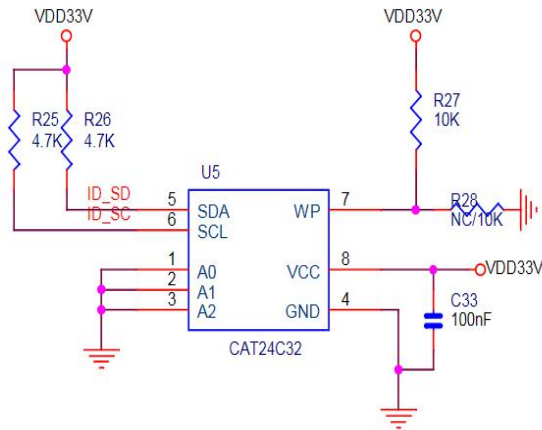 VDD33V
VDD33V
R25
4.7K
R26
4.7K
R27
10K
U5
ID_SD
ID_SC
5
6
SDA
SCL
WP
7
R28
NC/10K
1
2
3
A0
A1
A2
VCC
GND
8
4
VDD33V
C33
100nF
CAT24C32